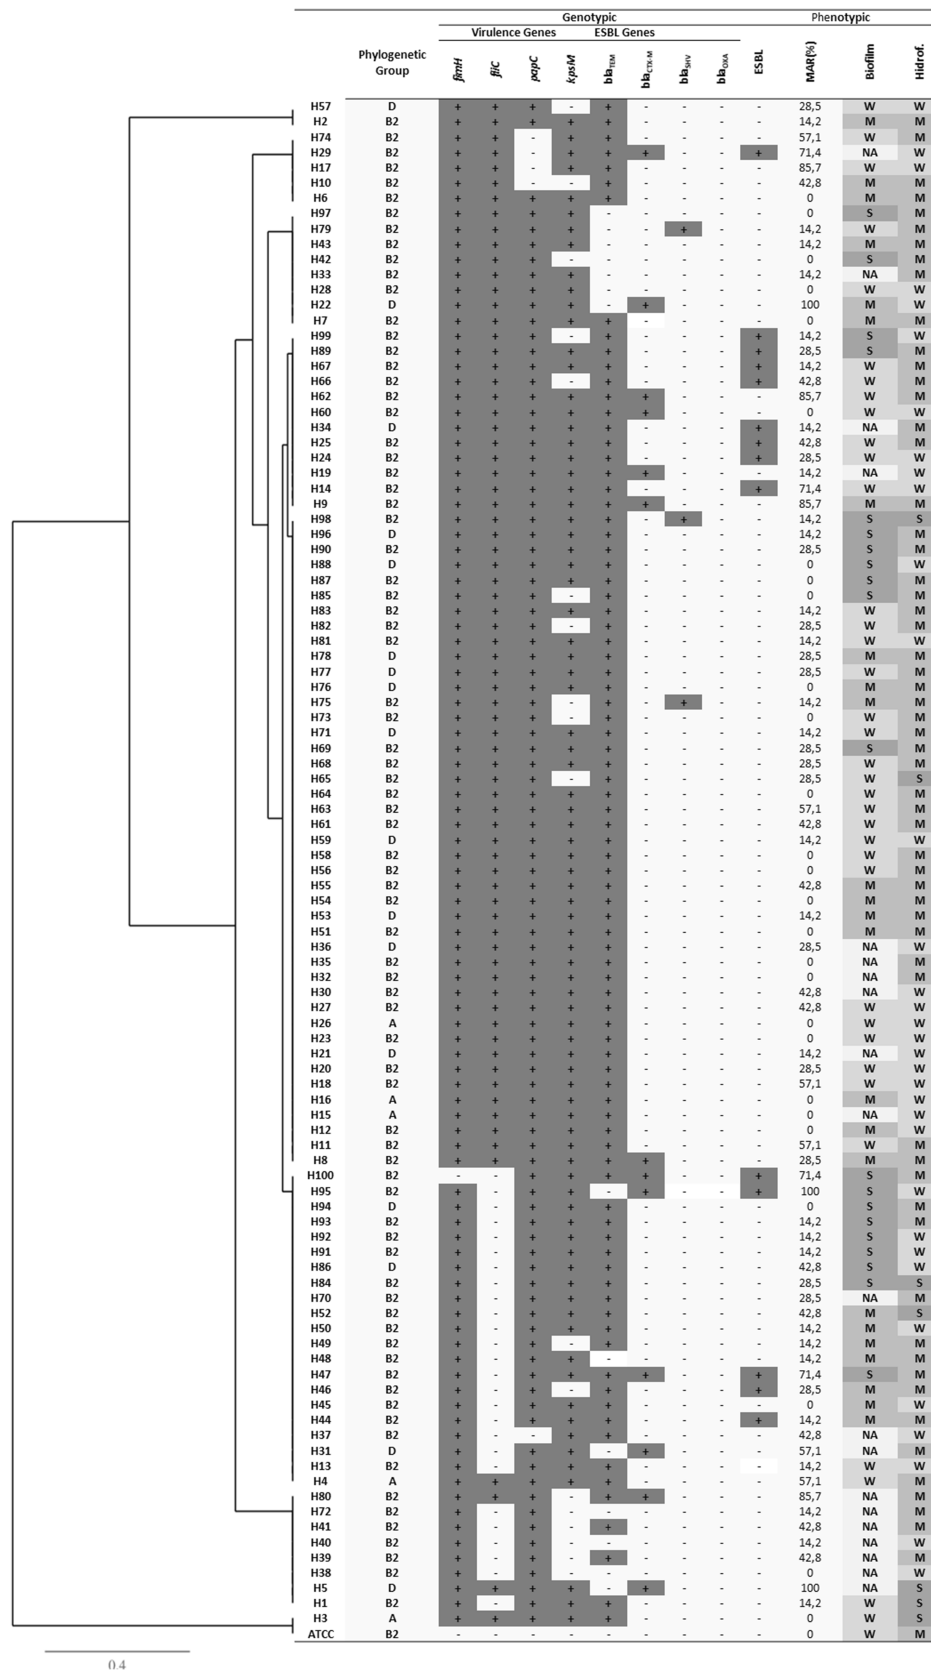 Genotypic Phenotypic
Virulence Genes ESBL Genes
Phylogenetic Group fimH fliC papC kpsM blaTEM blaCTX-M blaSHV blaOXA ESBL MAR(%) Biofilm Hidrof.
H57 D + + + - + - - - - 28,5 W W
H2 B2 + + + + + - - - - 14,2 M M
H74 B2 + + - + + - - - - 57,1 W M
H29 B2 + + - + + + - - + 71,4 NA W
H17 B2 + + - + + - - - - 85,7 W W
H10 B2 + + - - + - - - - 42,8 M M
H6 B2 + + + + + - - - - 0 M M
H97 B2 + + + + - - - - - 0 S M
H79 B2 + + + + - - + - - 14,2 W M
H43 B2 + + + + - - - - - 14,2 M M
H42 B2 + + + - - - - - - 0 S M
H33 B2 + + + + - - - - - 14,2 NA M
H28 B2 + + + + - - - - - 0 W W
H22 D + + + + - + - - - 100 M W
H7 B2 + + + + + - - - - 0 M M
H99 B2 + + + - + - - - + 14,2 S W
H89 B2 + + + + + - - - + 28,5 S M
H67 B2 + + + + + - - - + 14,2 W M
H66 B2 + + + - + - - - + 42,8 W M
H62 B2 + + + + + + - - - 85,7 W M
H60 B2 + + + + + + - - - 0 W W
H34 D + + + + + - - - + 14,2 NA M
H25 B2 + + + + + - - - + 42,8 W M
H24 B2 + + + + + - - - + 28,5 W W
H19 B2 + + + + + + - - - 14,2 NA W
H14 B2 + + + + + - - - + 71,4 W W
H9 B2 + + + + + + - - - 85,7 M M
H98 B2 + + + + + - + - - 14,2 S S
H96 D + + + + + - - - - 14,2 S M
H90 B2 + + + + + - - - - 28,5 S M
H88 D + + + + + - - - - 0 S W
H87 B2 + + + + + - - - - 0 S M
H85 B2 + + + - + - - - - 0 S M
H83 B2 + + + + + - - - - 14,2 W M
H82 B2 + + + - + - - - - 28,5 W M
H81 B2 + + + + + - - - - 14,2 W W
H78 D + + + + + - - - - 28,5 M M
H77 D + + + + + - - - - 28,5 W M
H76 D + + + + + - - - - 0 M M
H75 B2 + + + - + - + - - 14,2 M M
H73 B2 + + + - + - - - - 0 W M
H71 D + + + + + - - - - 14,2 W M
H69 B2 + + + + + - - - - 28,5 S M
H68 B2 + + + + + - - - - 28,5 W M
H65 B2 + + + - + - - - - 28,5 W S
H64 B2 + + + + + - - - - 0 W M
H63 B2 + + + + + - - - - 57,1 W M
H61 B2 + + + + + - - - - 42,8 W M
H59 D + + + + + - - - - 14,2 W W
H58 B2 + + + + + - - - - 0 W M
H56 B2 + + + + + - - - - 0 W M
H55 B2 + + + + + - - - - 42,8 M M
H54 B2 + + + + + - - - - 0 M M
H53 D + + + + + - - - - 14,2 M M
H51 B2 + + + + + - - - - 0 M M
H36 D + + + + + - - - - 28,5 NA W
H35 B2 + + + + + - - - - 0 NA M
H32 B2 + + + + + - - - - 0 NA M
H30 B2 + + + + + - - - - 42,8 NA W
H27 B2 + + + + + - - - - 42,8 W W
H26 A + + + + + - - - - 0 W W
H23 B2 + + + + + - - - - 0 W W
H21 D + + + + + - - - - 14,2 NA W
H20 B2 + + + + + - - - - 28,5 W W
H18 B2 + + + + + - - - - 57,1 W W
H16 A + + + + + - - - - 0 M W
H15 A + + + + + - - - - 0 NA W
H12 B2 + + + + + - - - - 0 M W
H11 B2 + + + + + - - - - 57,1 W M
H8 B2 + + + + + + - - - 28,5 M M
H100 B2 - - + + + + - - + 71,4 S M
H95 B2 + - + + - + - - + 100 S W
H94 D + - + + + - - - - 0 S M
H93 B2 + - + + + - - - - 14,2 S M
H92 B2 + - + + + - - - - 14,2 S W
H91 B2 + - + + + - - - - 14,2 S W
H86 D + - + + + - - - - 42,8 S W
H84 B2 + - + + + - - - - 28,5 S S
H70 B2 + - + + + - - - - 28,5 NA M
H52 B2 + - + + + - - - - 42,8 M S
H50 B2 + - + + + - - - - 14,2 M W
H49 B2 + - + - + - - - - 14,2 M M
H48 B2 + - + + - - - - - 14,2 M M
H47 B2 + - + + + + - - + 71,4 S M
H46 B2 + - + - + - - - + 28,5 M M
H45 B2 + - + + + - - - - 0 M W
H44 B2 + - + + + - - - + 14,2 M M
H37 B2 + - - + + - - - - 42,8 NA W
H31 D + - + + - + - - - 57,1 NA M
H13 B2 + - + + + - - - - 14,2 W W
H4 A + + + + + - - - - 57,1 W M
H80 B2 + + + - + + - - - 85,7 NA M
H72 B2 + - + - - - - - - 14,2 NA M
H41 B2 + - + - + - - - - 42,8 NA M
H40 B2 + - + - - - - - - 14,2 NA W
H39 B2 + - + - + - - - - 42,8 NA M
H38 B2 + - + - - - - - - 0 NA W
H5 D + + + + - + - - - 100 NA S
H1 B2 + - + + + - - - - 14,2 W S
H3 A + + + + + - - - - 0 W S
ATCC B2 - - - - - - - - - 0 W M
0.4